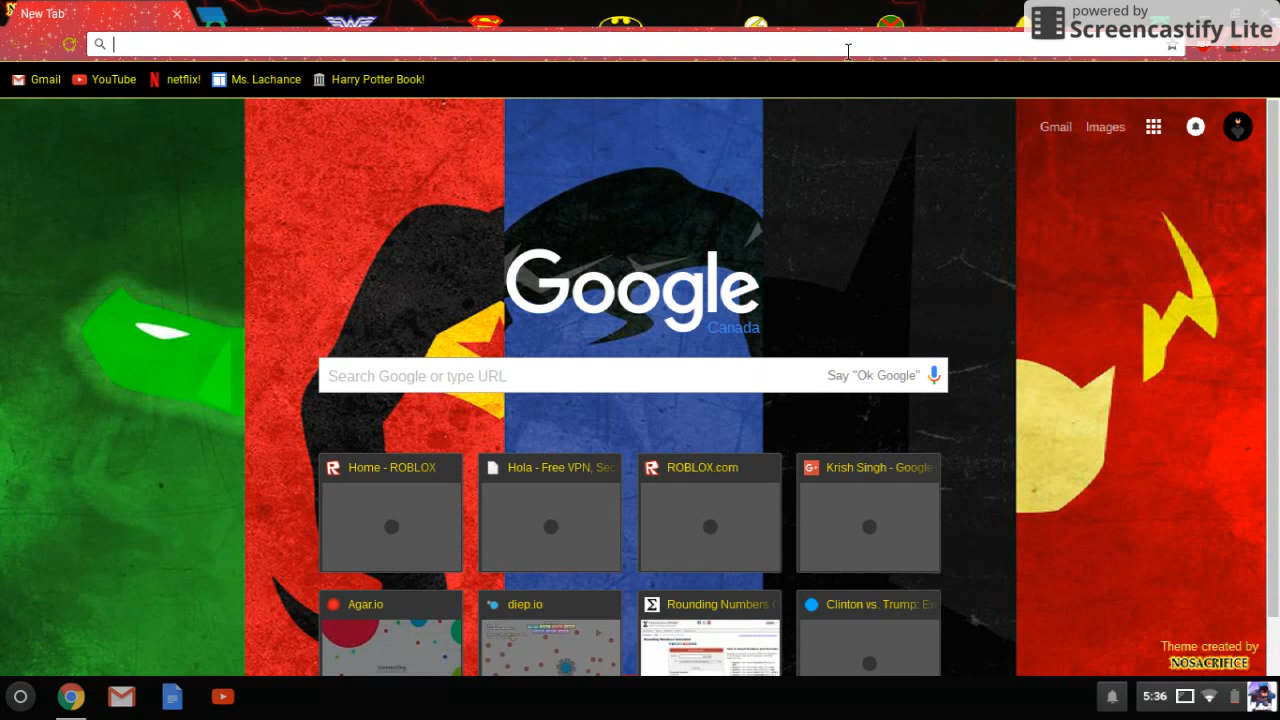 New Tab
powered by
Screencastify Lite
Gmail YouTube netflix! Ms. Lachance Harry Potter Book!
Gmail Images
Google
Canada
Search Google or type URL Say "Ok Google"
Home - ROBLOX Hola - Free VPN, Sec ROBLOX.com Krish Singh - Google
Agar.io diep.io Rounding Numbers Clinton vs. Trump:
Connecting
Theme created by
NOSACRIFICE
5:36